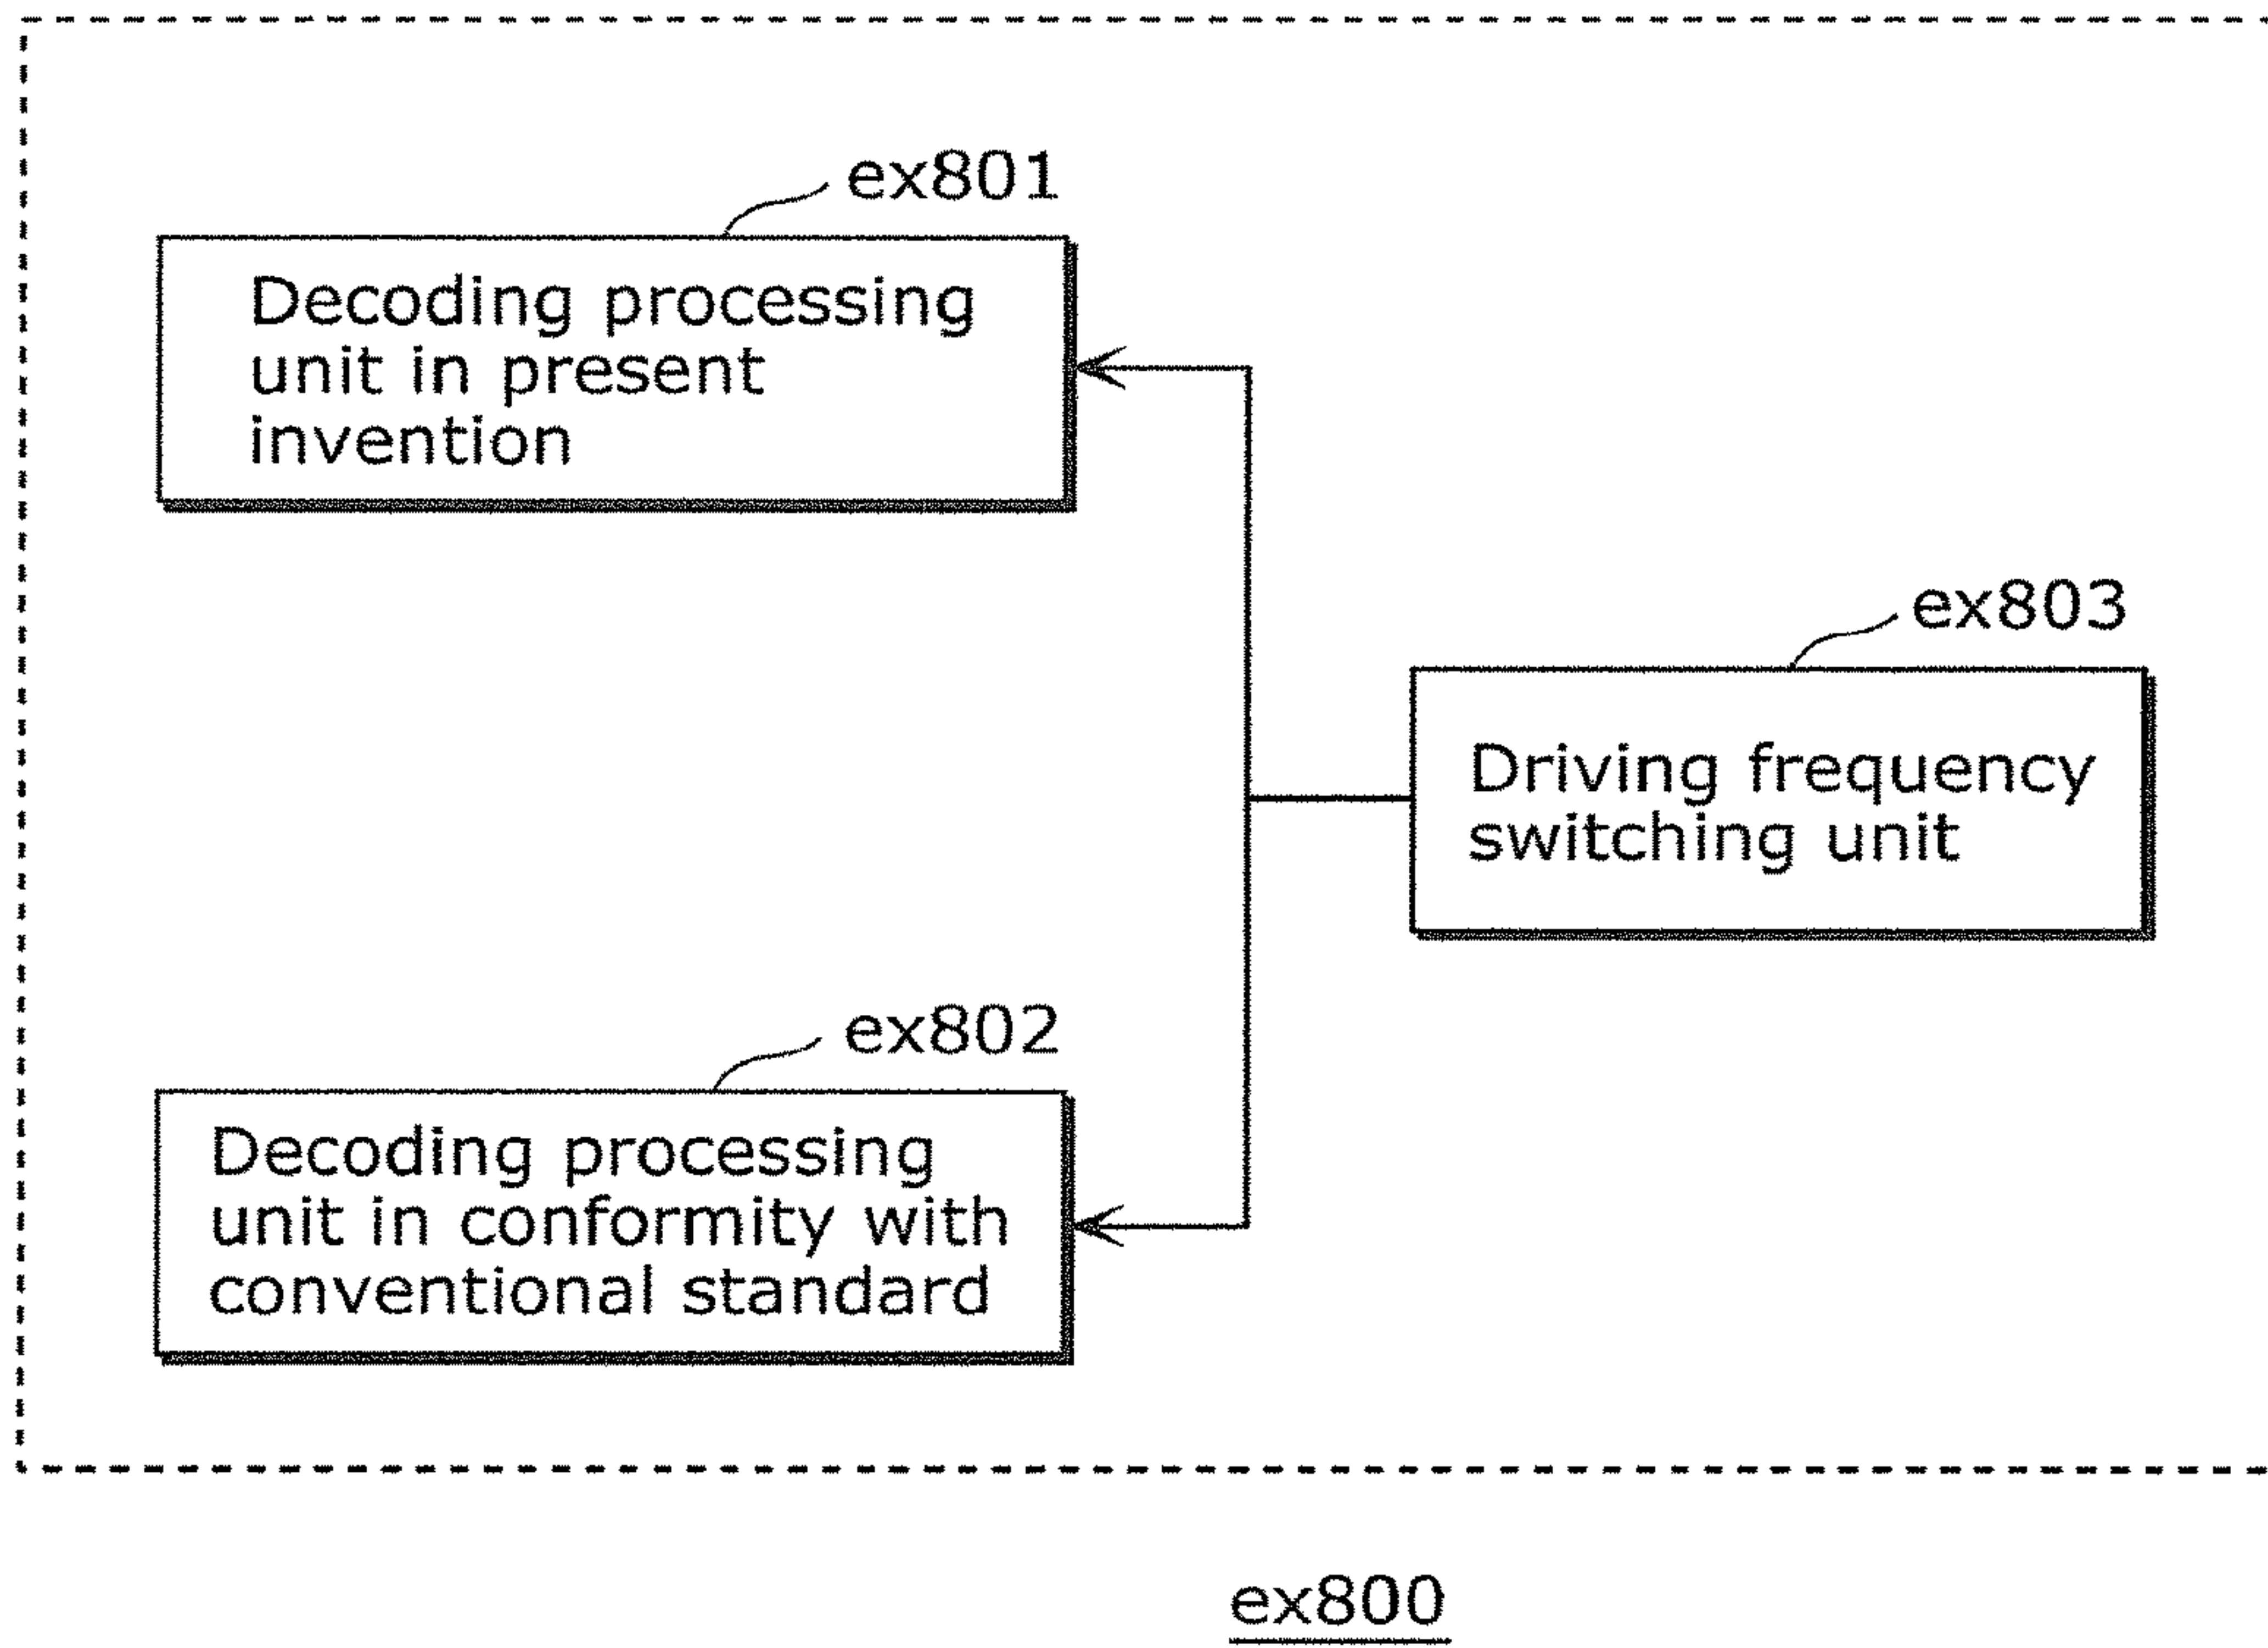 ex801
Decoding processing
unit in present
invention
ex803
Driving frequency
switching unit
ex802
Decoding processing
unit in conformity with
conventional standard
ex800